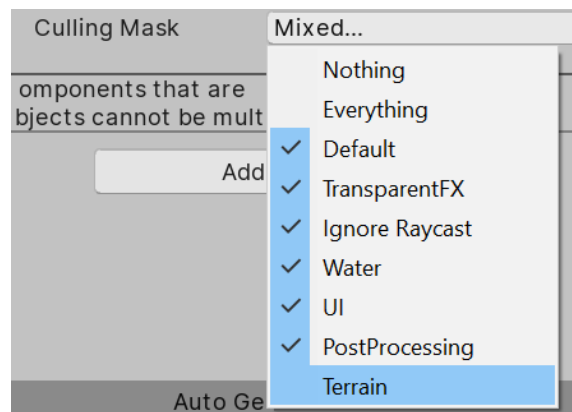 Culling Mask
Mixed...
Nothing
Everything
omponents that are
bjects cannot be mult
Default
Add
TransparentFX
Ignore Raycast
Water
UI
PostProcessing
Terrain
Auto Ge